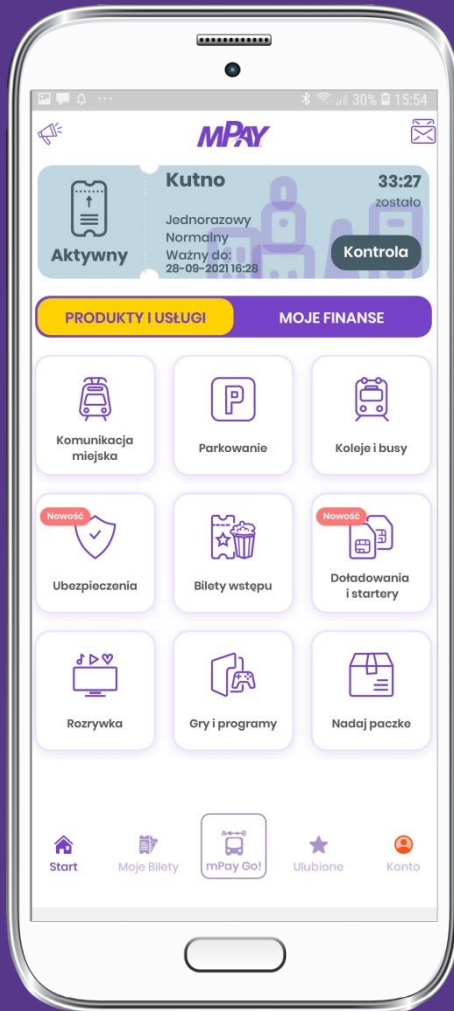 30% 15:54
mPAY
Kutno
33:27
zostało
Jednorazowy
Normalny
Ważny do:
28-09-2021 16:28
Aktywny
Kontrola
PRODUKTY I USŁUGI
MOJE FINANSE
Komunikacja
miejska
P
Parkowanie
Koleje i busy
Nowość
Ubezpieczenia
Bilety wstępu
Nowość
Doładowania
i startery
Rozrywka
Gry i programy
Nadaj paczke
Start
Moje Bilety
A B
mPay Go!
Ulubione
Konto